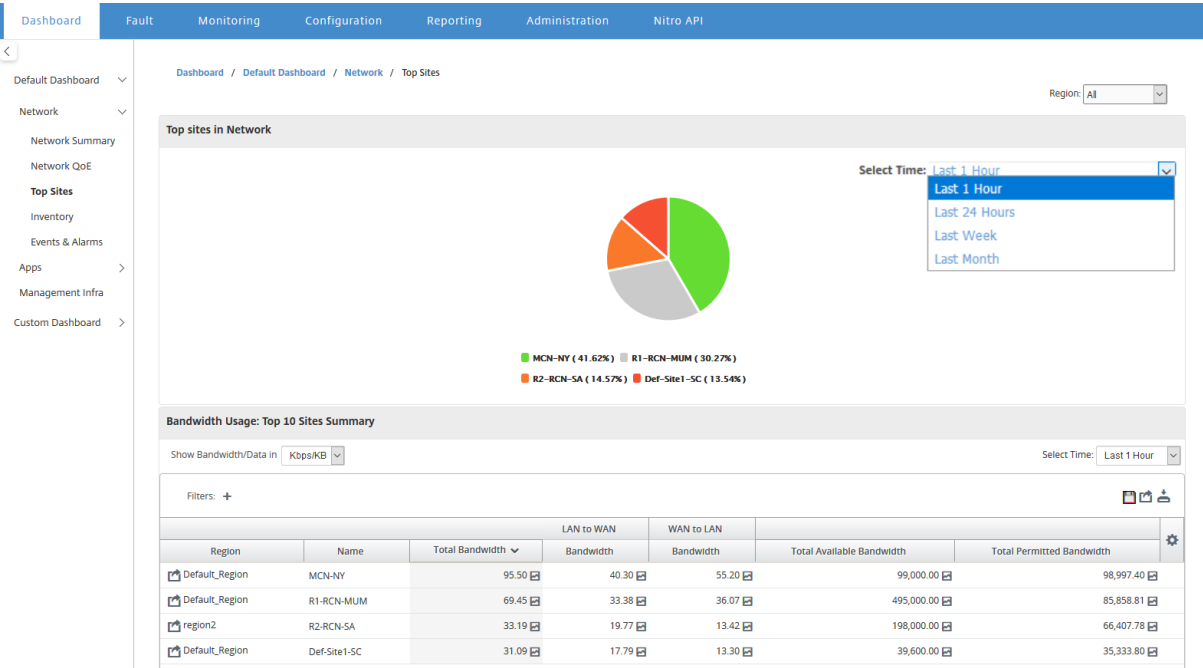 Dashboard Fault Monitoring Configuration Reporting Administration Nitro API
Dashboard / Default Dashboard / Network / Top Sites
Default Dashboard
Network
Network Summary
Network QoE
Top Sites
Inventory
Events & Alarms
Apps
Management Infra
Custom Dashboard
Region: All
Top sites in Network
Select Time: Last 1 Hour
Last 1 Hour
Last 24 Hours
Last Week
Last Month
MCN-NY ( 41.62% ) R1-RCN-MUM ( 30.27% )
R2-RCN-SA ( 14.57% ) Def-Site1-SC ( 13.54% )
Bandwidth Usage: Top 10 Sites Summary
Show Bandwidth/Data in Kbps/KB Select Time: Last 1 Hour
Filters: +
LAN to WAN WAN to LAN
Region Name Total Bandwidth Bandwidth Bandwidth Total Available Bandwidth Total Permitted Bandwidth
Default_Region MCN-NY 95.50 40.30 55.20 99,000.00 98,997.40
Default_Region R1-RCN-MUM 69.45 33.38 36.07 495,000.00 85,858.81
region2 R2-RCN-SA 33.19 19.77 13.42 198,000.00 66,407.78
Default_Region Def-Site1-SC 31.09 17.79 13.30 39,600.00 35,333.80